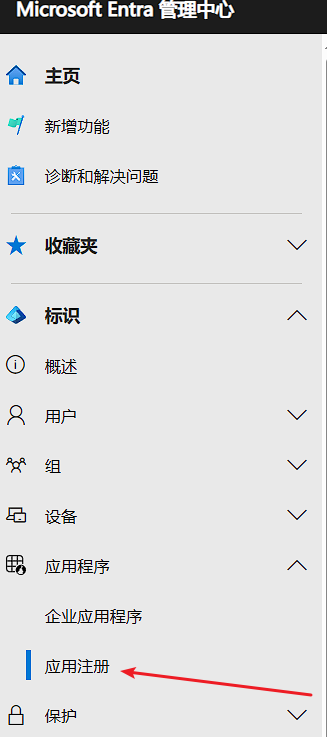 Microsoft Entra 管理中心
主页
新增功能
诊断和解决问题
收藏夹
标识
概述
用户
组
设备
应用程序
企业应用程序
应用注册
保护